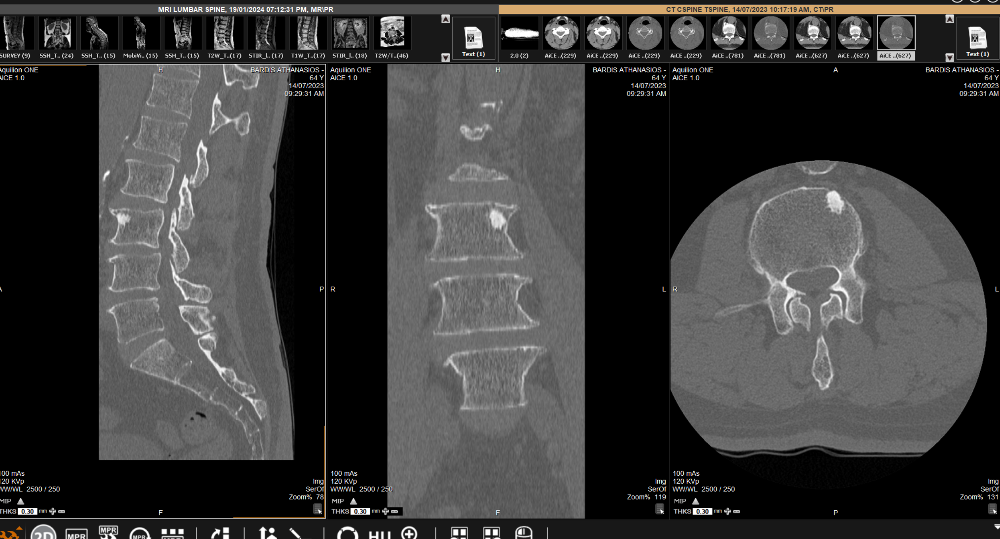 MRI LUMBAR SPINE, 19/01/2024 07:12:31 PM, MR\PR
CT CSPINE TSPINE, 14/07/2023 10:17:19 AM, CT\PR
SURVEY (9) SSH_T.. (24) SSH_T.. (15) MobiVi.. (15) SSH_T.. (15) T2W_T..(17) STIR_l.. (17) T1W_T..(17) STIR_l.. (18) T2W/T..(46)
Text (1)
2.0 (2) AiCE ..(229) AiCE ..(229) AiCE ..(229) AiCE ..(229) AiCE ..(781) AiCE ..(781) AiCE ..(627) AiCE ..(627) AiCE ..(627)
Text (1)
Aquilion ONE
AiCE 1.0
H
BARDIS ATHANASIOS -
64 Y
14/07/2023
09:29:31 AM
A
P
100 mAs
120 KVp
WW/WL 2500 / 250
MIP
THKS 0.30 mm
Img
SerOf
Zoom% 78
F
Aquilion ONE
AiCE 1.0
H
BARDIS ATHANASIOS -
64 Y
14/07/2023
09:29:31 AM
R
L
100 mAs
120 KVp
WW/WL 2500 / 250
MIP
THKS 0.30 mm
Img
SerOf
Zoom% 119
F
Aquilion ONE
AiCE 1.0
A
BARDIS ATHANASIOS -
64 Y
14/07/2023
09:29:31 AM
R
L
100 mAs
120 KVp
WW/WL 2500 / 250
MIP
THKS 0.30 mm
Img
SerOf
Zoom% 131
P
2D MPR MPR MPR MPR HU